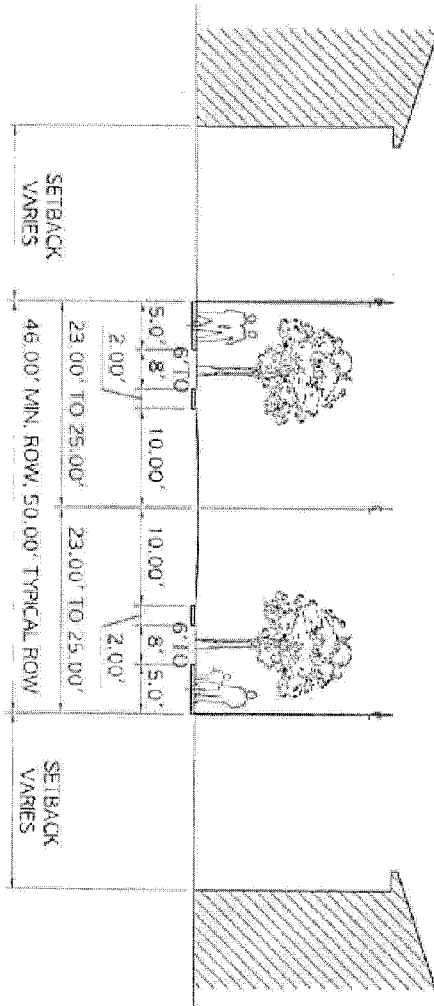 SETBACK
VARIES
5.0'
6' TO
8'
2.00'
10.00'
10.00'
6' TO
8'
2.00'
5.0'
23.00' TO 25.00'
23.00' TO 25.00'
46.00' MIN. ROW, 50.00' TYPICAL ROW
SETBACK
VARIES